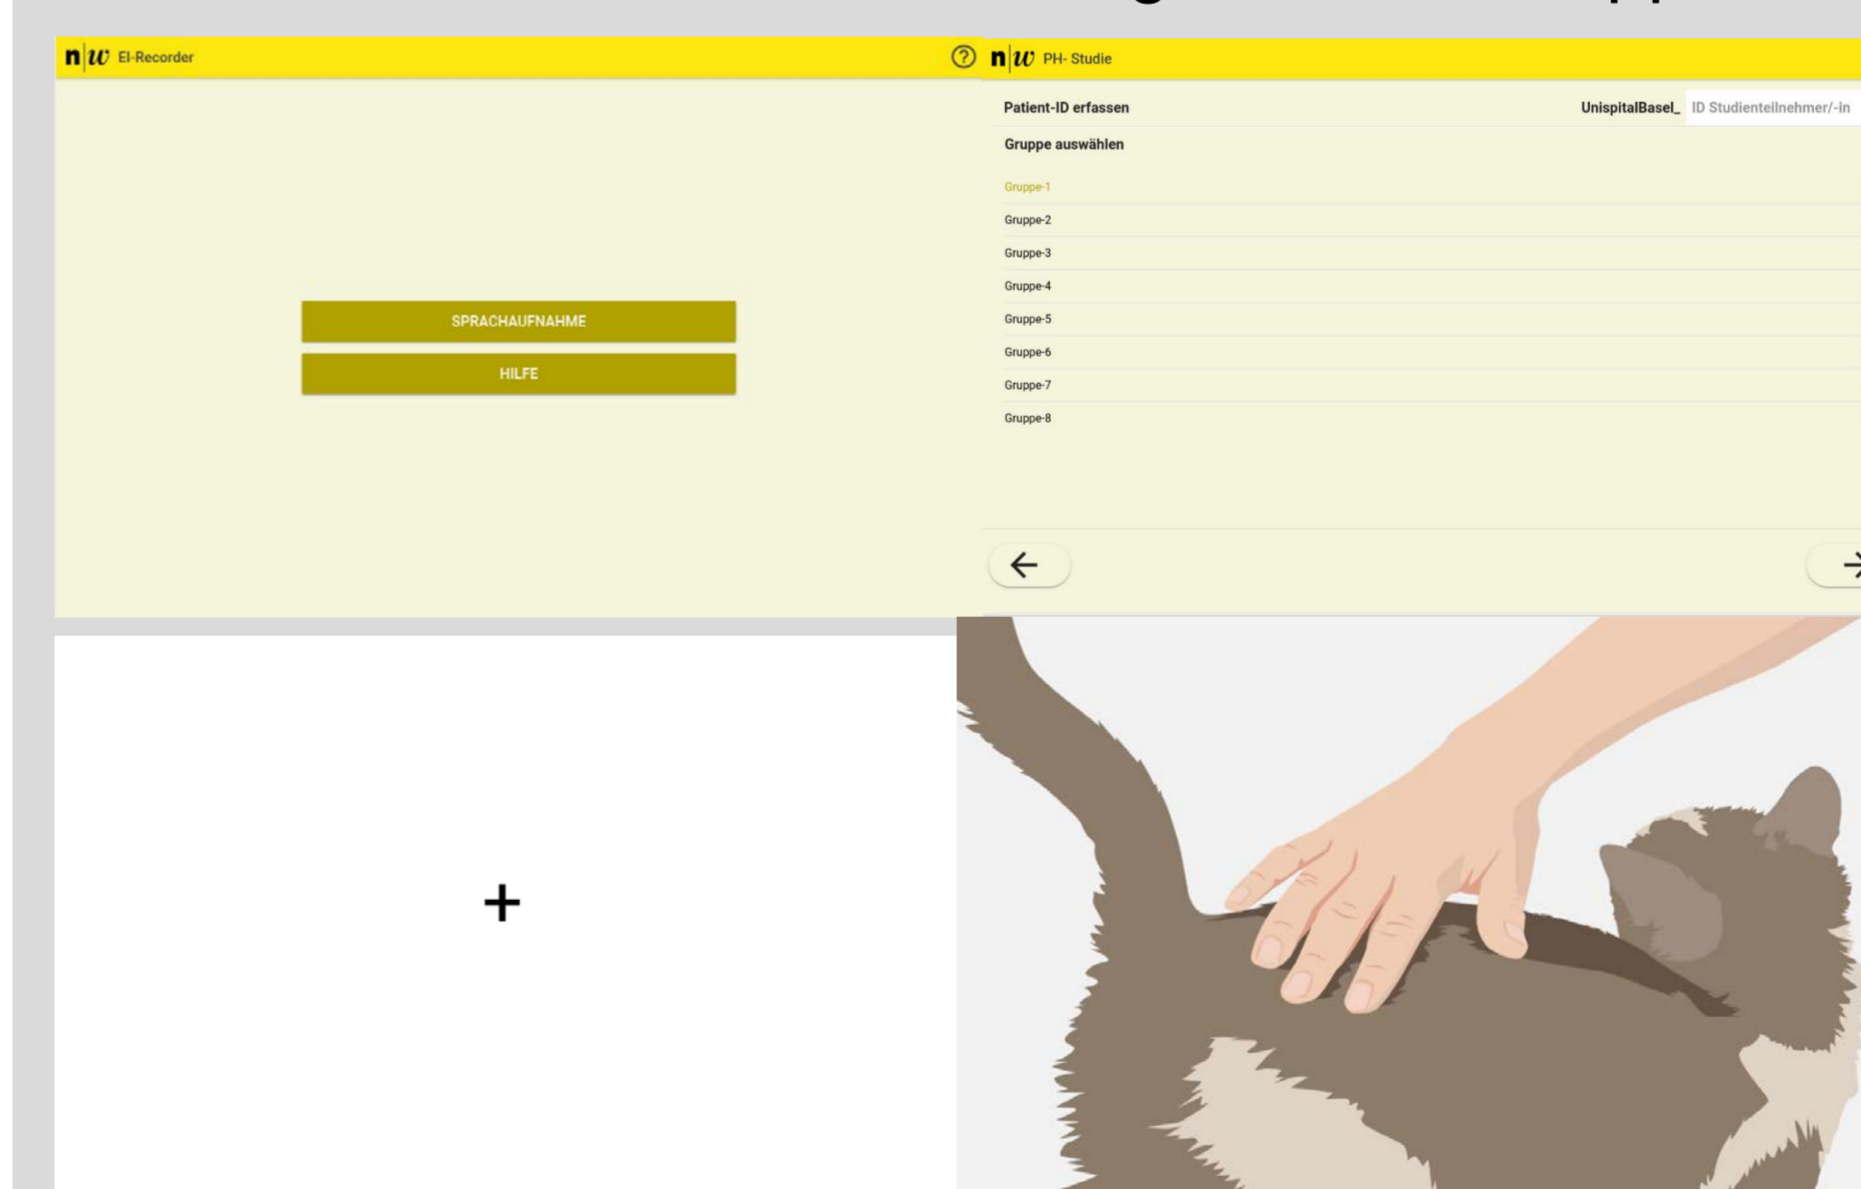 n|w EI-Recorder
SPRACHAUFNAHME
HILFE
n|w PH- Studie
Patient-ID erfassen UnispitalBasel_ ID Studienteilnehmer/-in
Gruppe auswählen
Gruppe-1
Gruppe-2
Gruppe-3
Gruppe-4
Gruppe-5
Gruppe-6
Gruppe-7
Gruppe-8